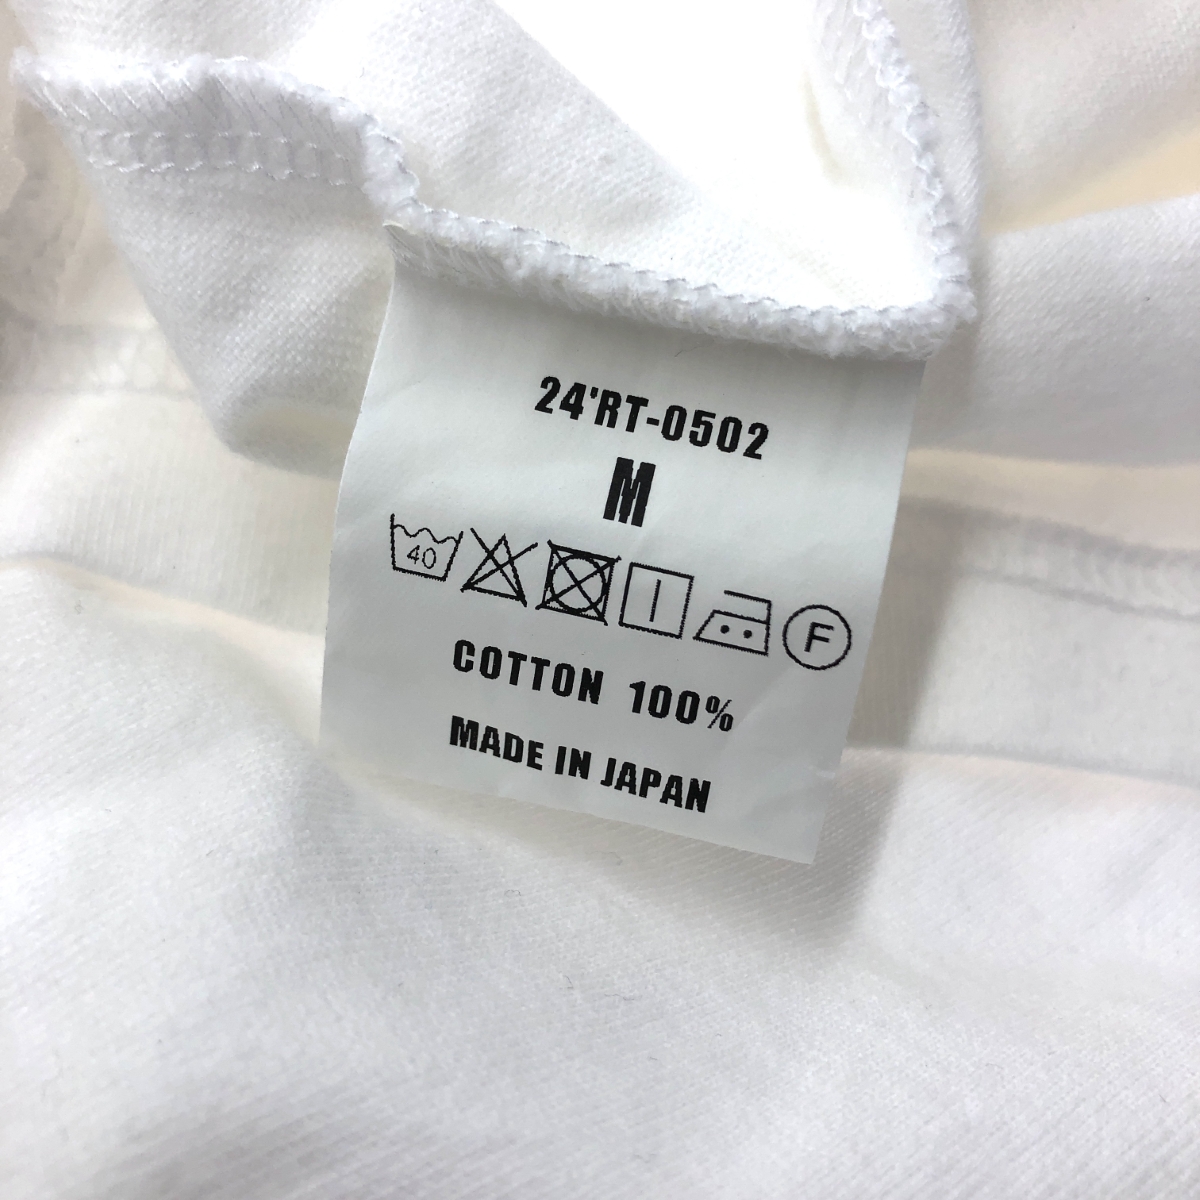 24'RT-0502
M
40 F
COTTON 100%
MADE IN JAPAN